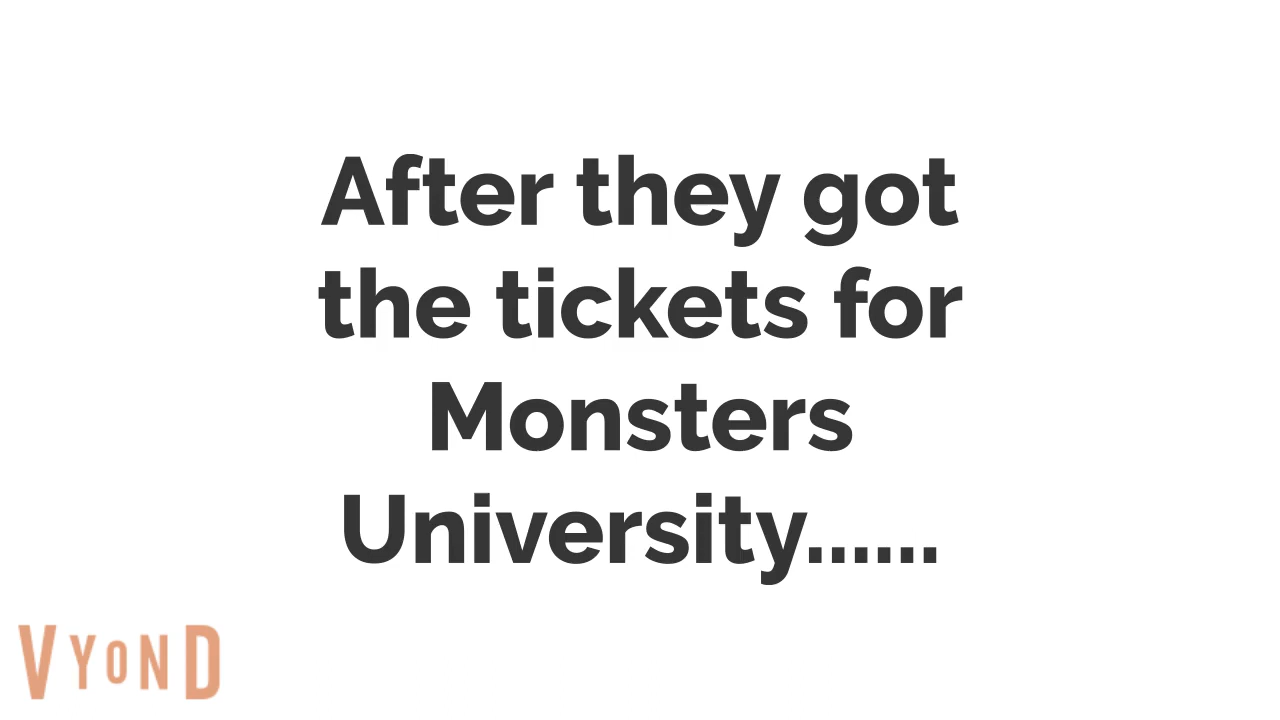 After they got
the tickets for
Monsters
University......
VYOND